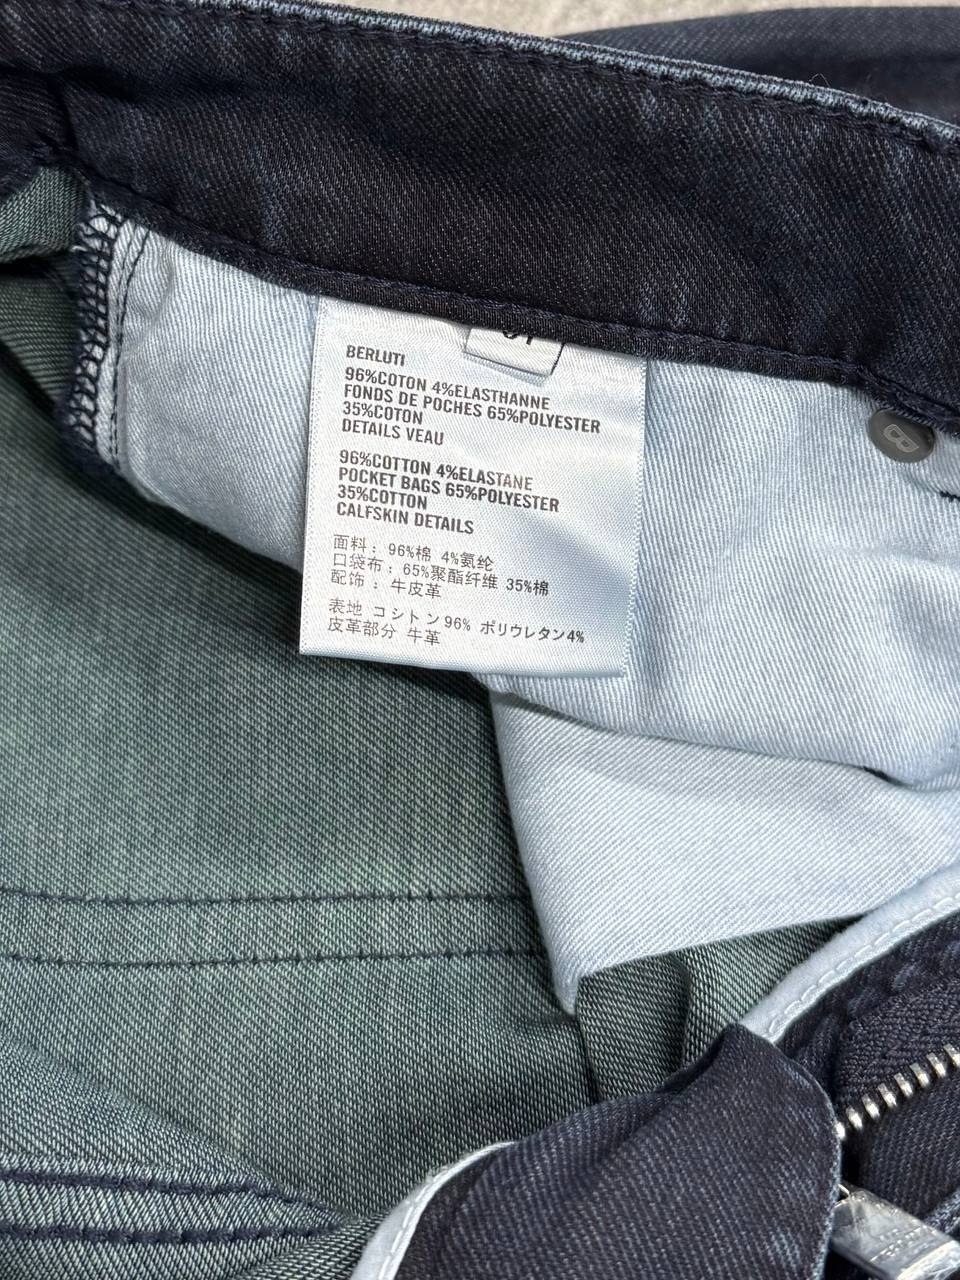 BERLUTI
96%COTON 4%ELASTHANNE
FONDS DE POCHES 65%POLYESTER
35%COTON
DETAILS VEAU
96%COTTON 4%ELASTANE
POCKET BAGS 65%POLYESTER
35%COTTON
CALFSKIN DETAILS
面料：96%棉 4%氨纶
口袋布：65%聚酯纤维 35%棉
配饰：牛皮革
表地 コシトン96% ポリウレタン4%
皮革部分 牛革
B